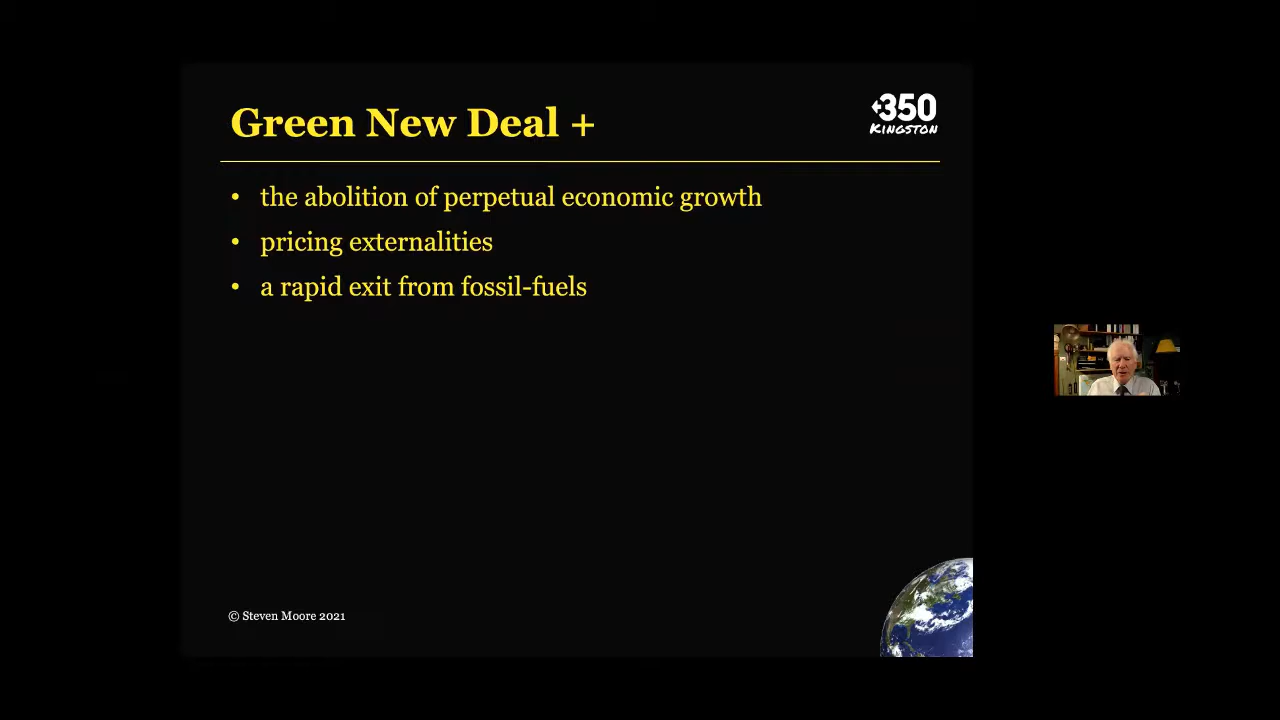 Green New Deal +
350
KINGSTON
• the abolition of perpetual economic growth
• pricing externalities
• a rapid exit from fossil-fuels
© Steven Moore 2021